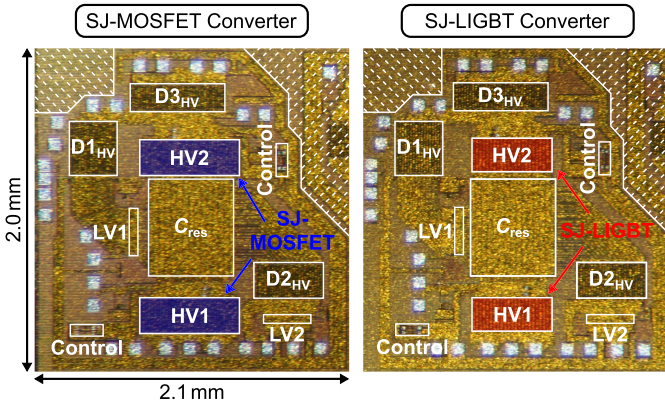 SJ-MOSFET Converter
SJ-LIGBT Converter
D3HV
D1HV
HV2
Control
Cres
LV1
SJ-
MOSFET
D2HV
HV1
LV2
Control
2.0 mm
2.1 mm
D3HV
D1HV
HV2
Control
Cres
LV1
SJ-LIGBT
D2HV
HV1
LV2
Control